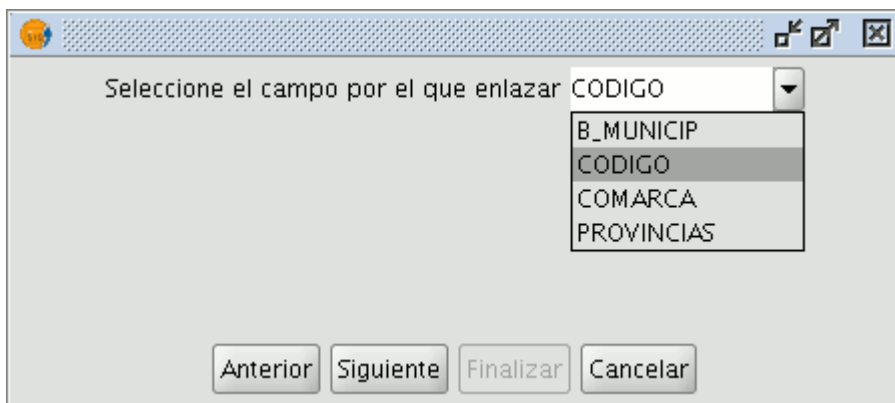 Seleccione el campo por el que enlazar CODIGO
B_MUNICIP
CODIGO
COMARCA
PROVINCIAS
Anterior Siguiente Finalizar Cancelar